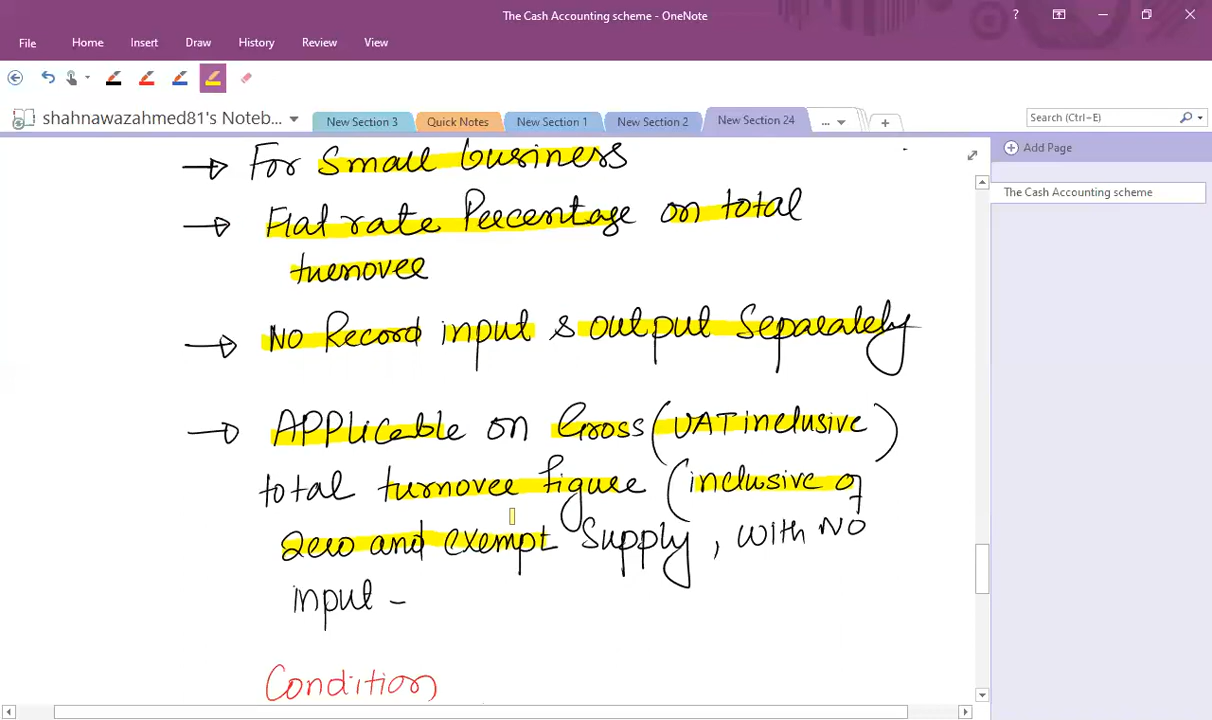 The Cash Accounting scheme - OneNote
?
File Home Insert Draw History Review View
shahnawazahmed81's Noteb... New Section 3 Quick Notes New Section 1 New Section 2 New Section 24 ... Search (Ctrl+E)
Add Page
The Cash Accounting scheme
→ For Small business
→ Flat rate Percentage on total
turnover
→ No Record input & output Separately
→ APPlicable on Gross (VAT inclusive)
total turnover figure (inclusive of
zero and exempt Supply, with NO
input -
Condition